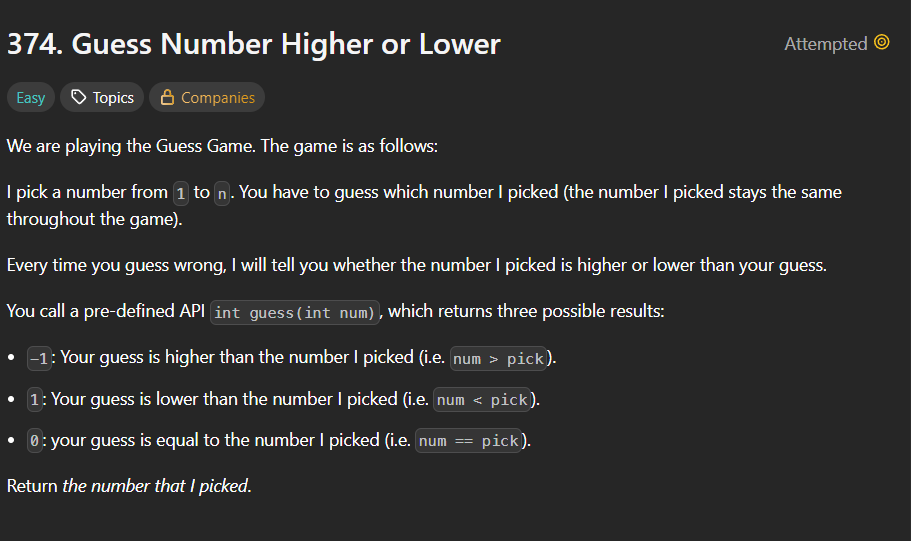 374. Guess Number Higher or Lower
Attempted
Easy
Topics
Companies
We are playing the Guess Game. The game is as follows:
I pick a number from 1 to n. You have to guess which number I picked (the number I picked stays the same
throughout the game).
Every time you guess wrong, I will tell you whether the number I picked is higher or lower than your guess.
You call a pre-defined API int guess(int num), which returns three possible results:
• -1: Your guess is higher than the number I picked (i.e. num > pick).
• 1: Your guess is lower than the number I picked (i.e. num < pick).
• 0: your guess is equal to the number I picked (i.e. num == pick).
Return the number that I picked.